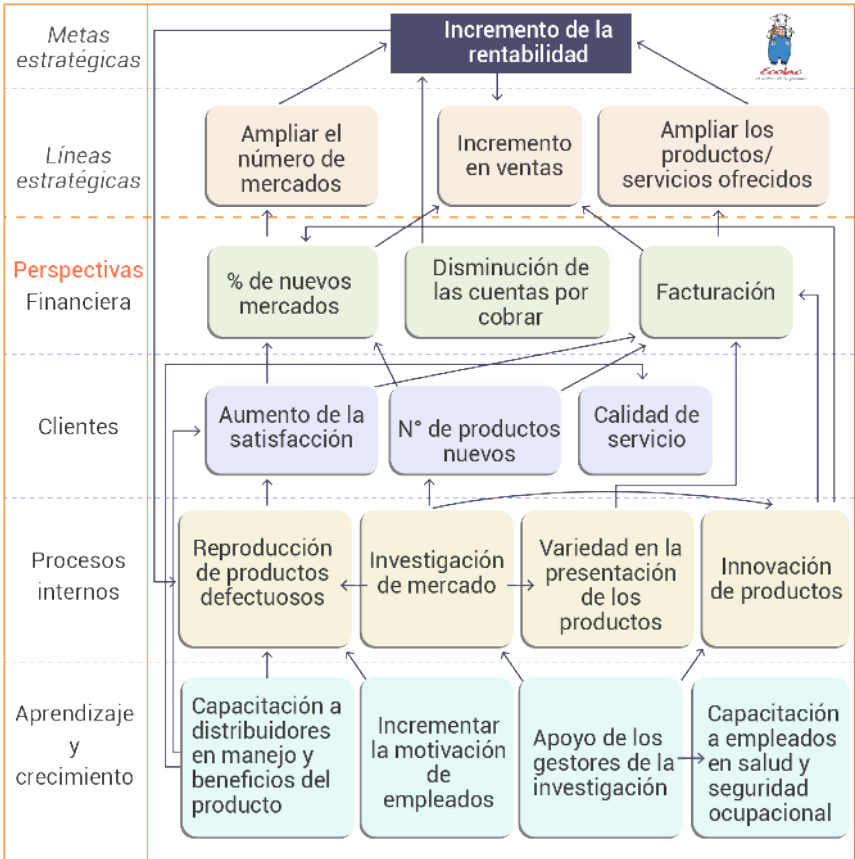 Metas
estratégicas
Incremento de la
rentabilidad
Ecolac
Líneas
estratégicas
Ampliar el
número de
mercados
Incremento
en ventas
Ampliar los
productos/
servicios ofrecidos
Perspectivas
Financiera
% de nuevos
mercados
Disminución de
las cuentas por
cobrar
Facturación
Clientes
Aumento de la
satisfacción
N° de productos
nuevos
Calidad de
servicio
Procesos
internos
Reproducción
de productos
defectuosos
Investigación
de mercado
Variedad en la
presentación
de los
productos
Innovación
de productos
Aprendizaje
y
crecimiento
Capacitación a
distribuidores
en manejo y
beneficios del
producto
Incrementar
la motivación
de
empleados
Apoyo de los
gestores de la
investigación
Capacitación
a empleados
en salud y
seguridad
ocupacional